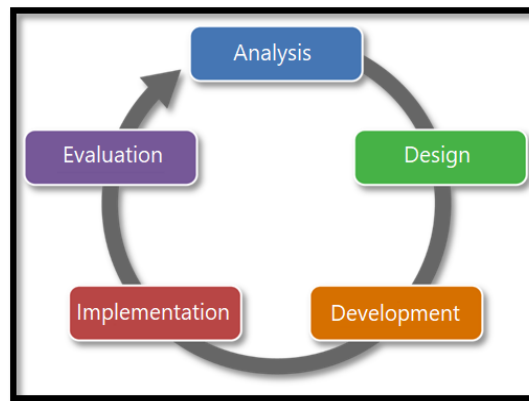 Analysis
Design
Development
Implementation
Evaluation